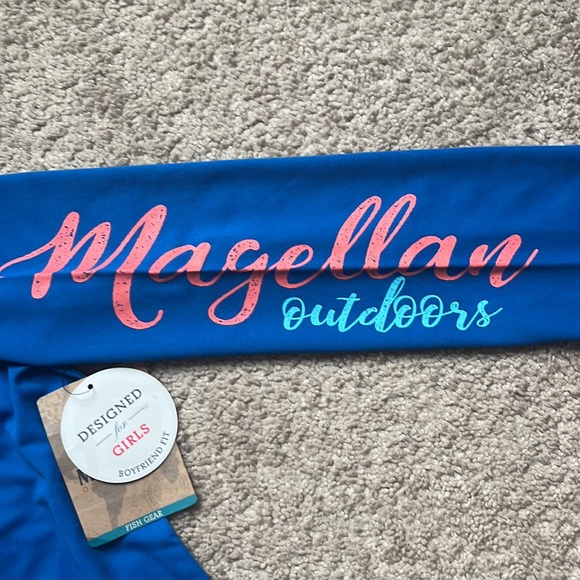 Magellan
outdoors
DESIGNED
for
GIRLS
BOYFRIEND FIT
FISH GEAR